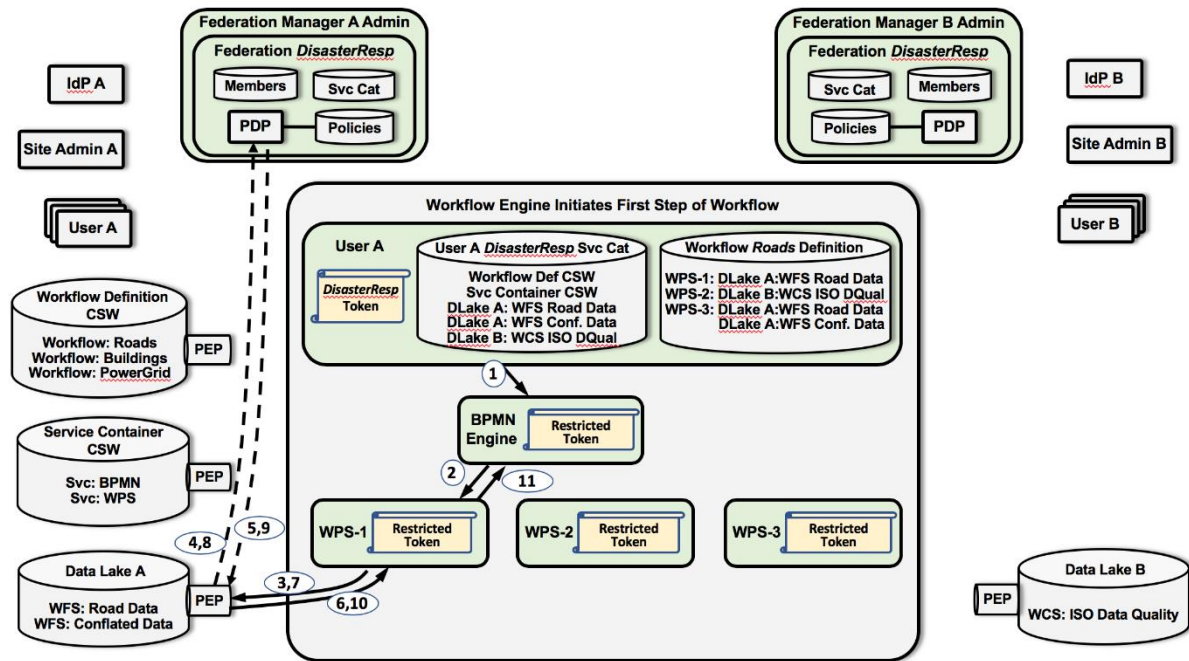 Federation Manager A Admin
Federation DisasterResp
Members
Svc Cat
PDP
Policies
Federation Manager B Admin
Federation DisasterResp
Svc Cat
Members
Policies
PDP
IdP A
Site Admin A
User A
IdP B
Site Admin B
User B
Workflow Engine Initiates First Step of Workflow
User A
DisasterResp
Token
User A DisasterResp Svc Cat
Workflow Def CSW
Svc Container CSW
DLake A: WFS Road Data
DLake A: WFS Conf. Data
DLake B: WCS ISO DQual
Workflow Roads Definition
WPS-1: DLake A:WFS Road Data
WPS-2: DLake B:WCS ISO DQual
WPS-3: DLake A:WFS Road Data
DLake A:WFS Conf. Data
Workflow Definition
CSW
Workflow: Roads
Workflow: Buildings
Workflow: PowerGrid
PEP
1
BPMN
Engine
Restricted
Token
Service Container
CSW
Svc: BPMN
Svc: WPS
PEP
2
11
WPS-1
Restricted
Token
WPS-2
Restricted
Token
WPS-3
Restricted
Token
4,8
5,9
3,7
6,10
Data Lake A
WFS: Road Data
WFS: Conflated Data
PEP
Data Lake B
PEP
WCS: ISO Data Quality